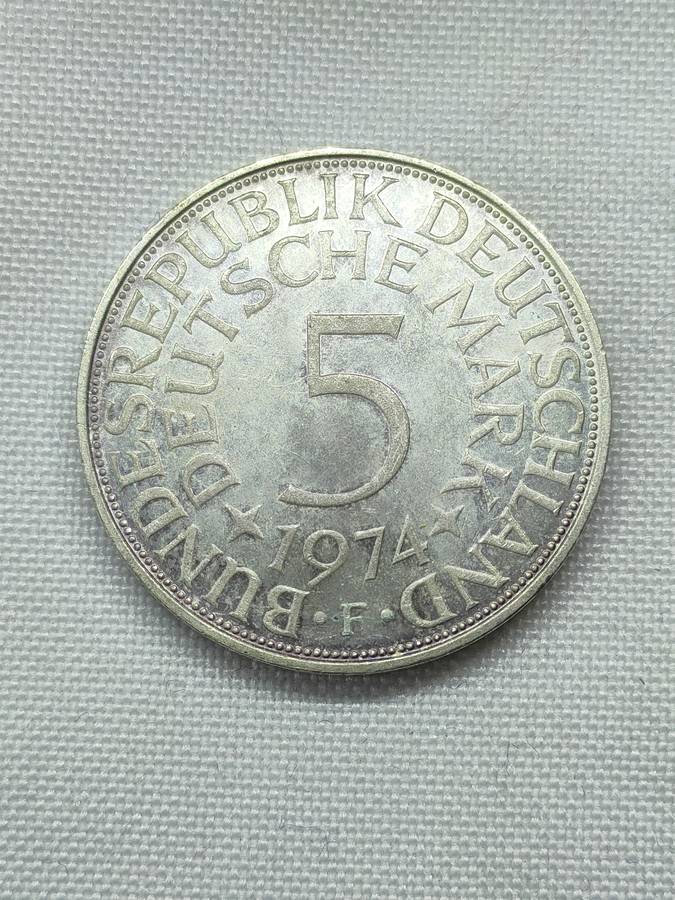 BUNDESREPUBLIK DEUTSCHLAND
DEUTSCHE MARK
5
1974
· F ·